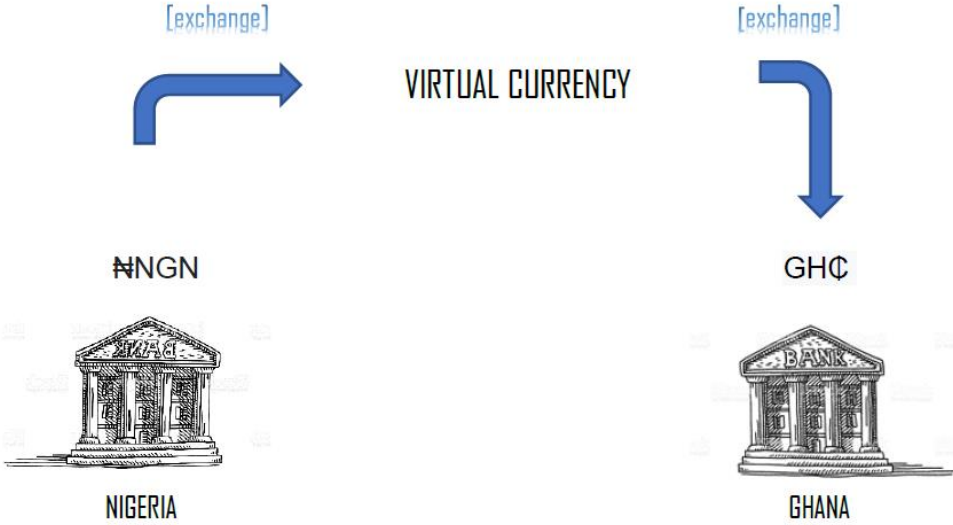 [exchange]
[exchange]
VIRTUAL CURRENCY
₦NGN
GH₵
BANK
BANK
NIGERIA
GHANA